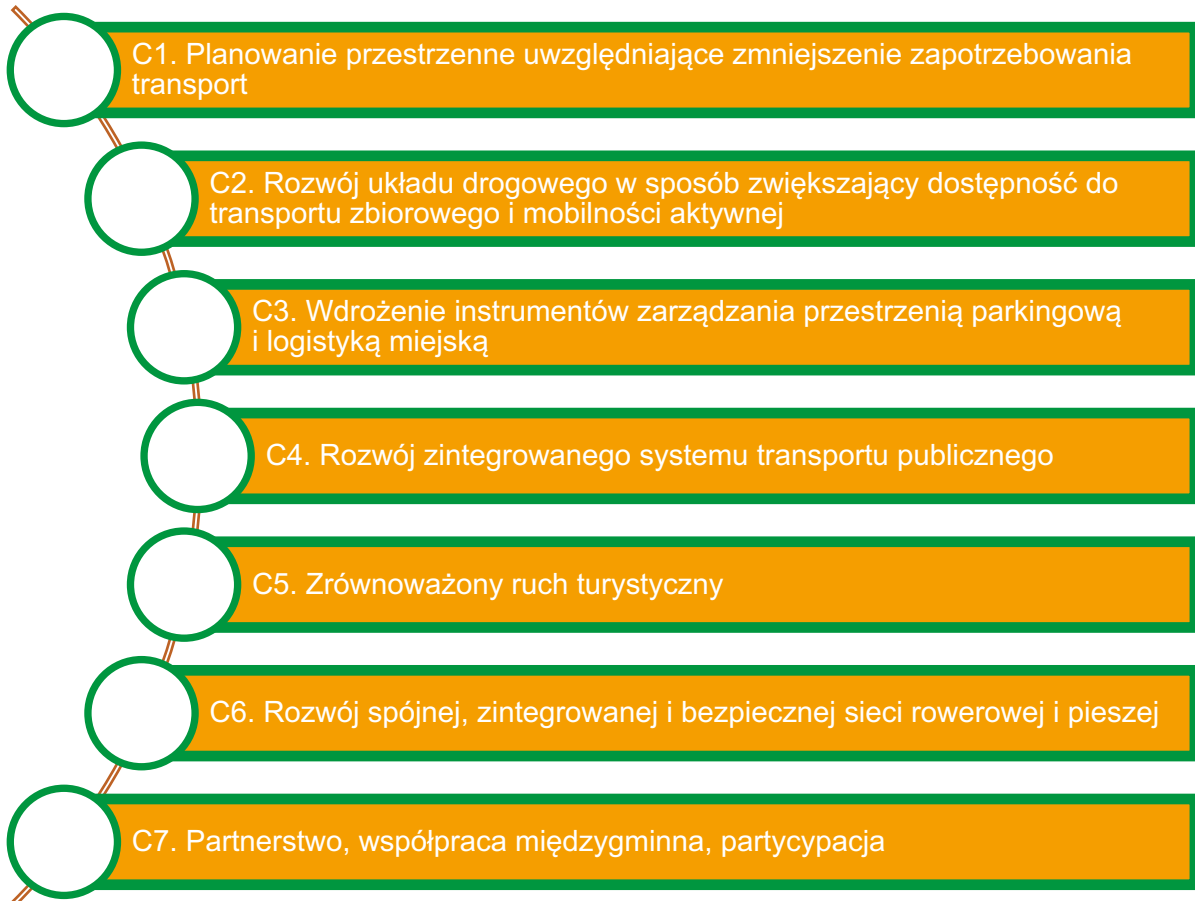 C1. Planowanie przestrzenne uwzględniające zmniejszenie zapotrzebowania
transport
C2. Rozwój układu drogowego w sposób zwiększający dostępność do
transportu zbiorowego i mobilności aktywnej
C3. Wdrożenie instrumentów zarządzania przestrzenią parkingową
i logistyką miejską
C4. Rozwój zintegrowanego systemu transportu publicznego
C5. Zrównoważony ruch turystyczny
C6. Rozwój spójnej, zintegrowanej i bezpiecznej sieci rowerowej i pieszej
C7. Partnerstwo, współpraca międzygminna, partycypacja